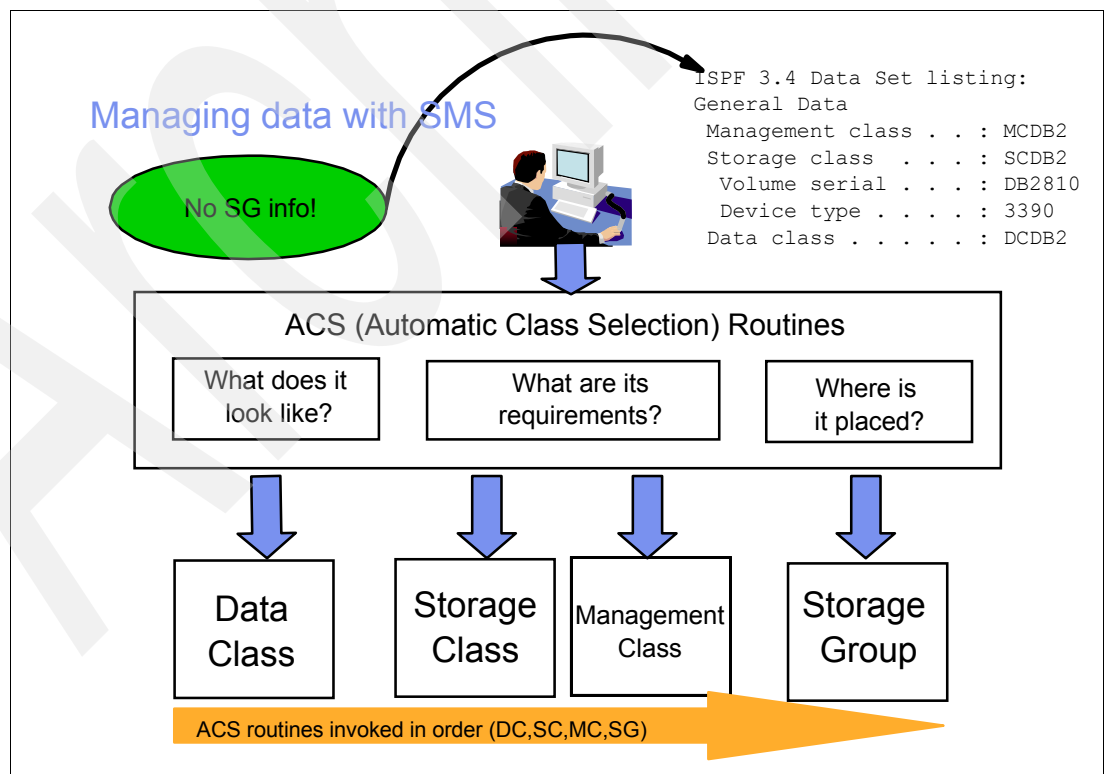 Managing data with SMS
No SG info!
ISPF 3.4 Data Set listing:
General Data
Management class . . : MCDB2
Storage class  . . . : SCDB2
Volume serial . . . : DB2810
Device type . . . . : 3390
Data class . . . . . : DCDB2
ACS (Automatic Class Selection) Routines
What does it
look like?
What are its
requirements?
Where is
it placed?
Data
Class
Storage
Class
Management
Class
Storage
Group
ACS routines invoked in order (DC,SC,MC,SG)